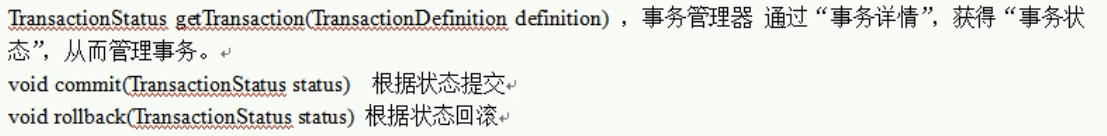 TransactionStatus getTransaction(TransactionDefinition definition) ，事务管理器 通过“事务详情”，获得“事务状
态”，从而管理事务。
void commit(TransactionStatus status) 根据状态提交
void rollback(TransactionStatus status) 根据状态回滚